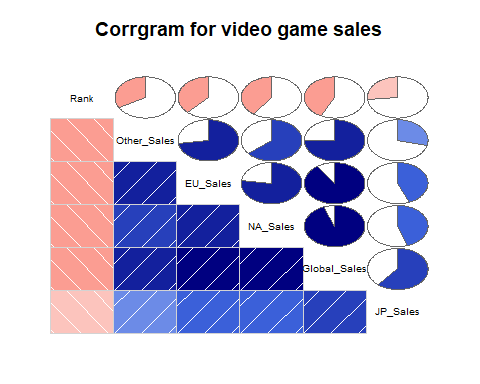 Corrgram for video game sales
Rank
Other_Sales
EU_Sales
NA_Sales
Global_Sales
JP_Sales